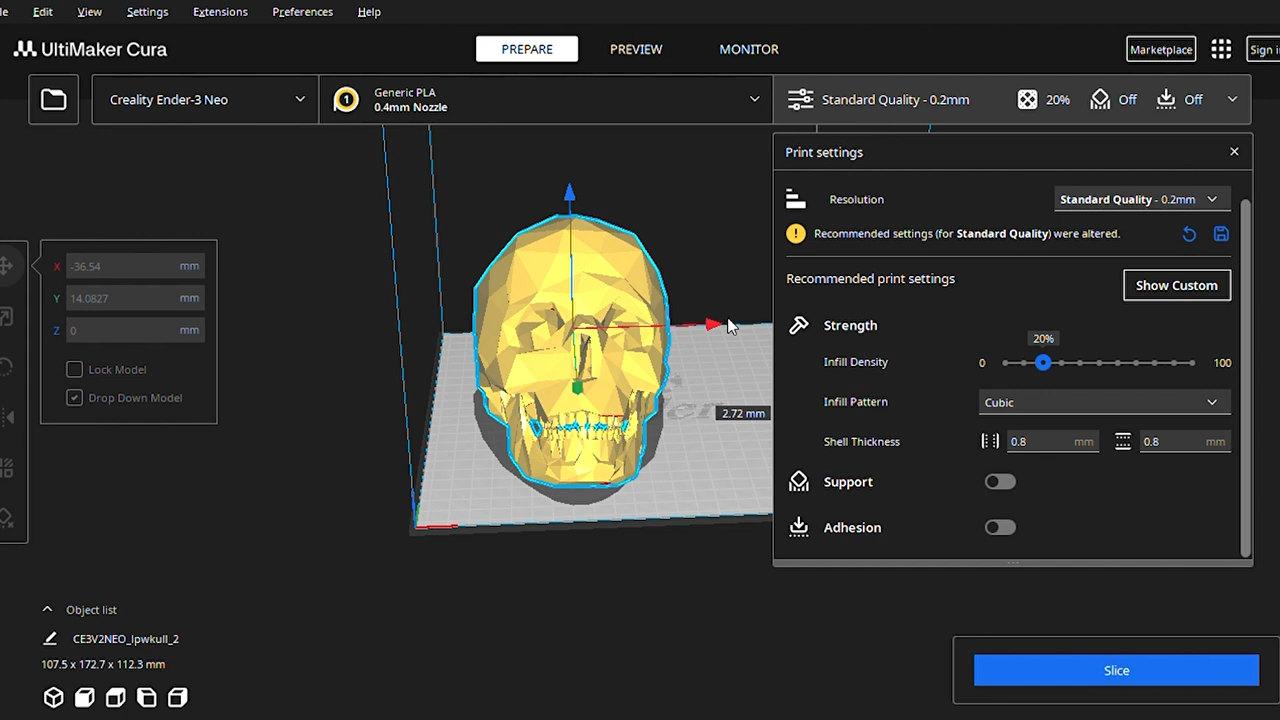 le Edit View Settings Extensions Preferences Help
UltiMaker Cura
PREPARE PREVIEW MONITOR
Marketplace
Sign i
Creality Ender-3 Neo
1
Generic PLA
0.4mm Nozzle
Standard Quality - 0.2mm
20%
Off
Off
Print settings
Resolution
Standard Quality - 0.2mm
Recommended settings (for Standard Quality) were altered.
Recommended print settings
Show Custom
Strength
20%
Infill Density
0
100
Infill Pattern
Cubic
Shell Thickness
0.8 mm
0.8 mm
Support
Adhesion
X -36.54 mm
Y 14.0827 mm
Z 0 mm
Lock Model
Drop Down Model
2.72 mm
Object list
CE3V2NEO_lpwkull_2
107.5 x 172.7 x 112.3 mm
Slice